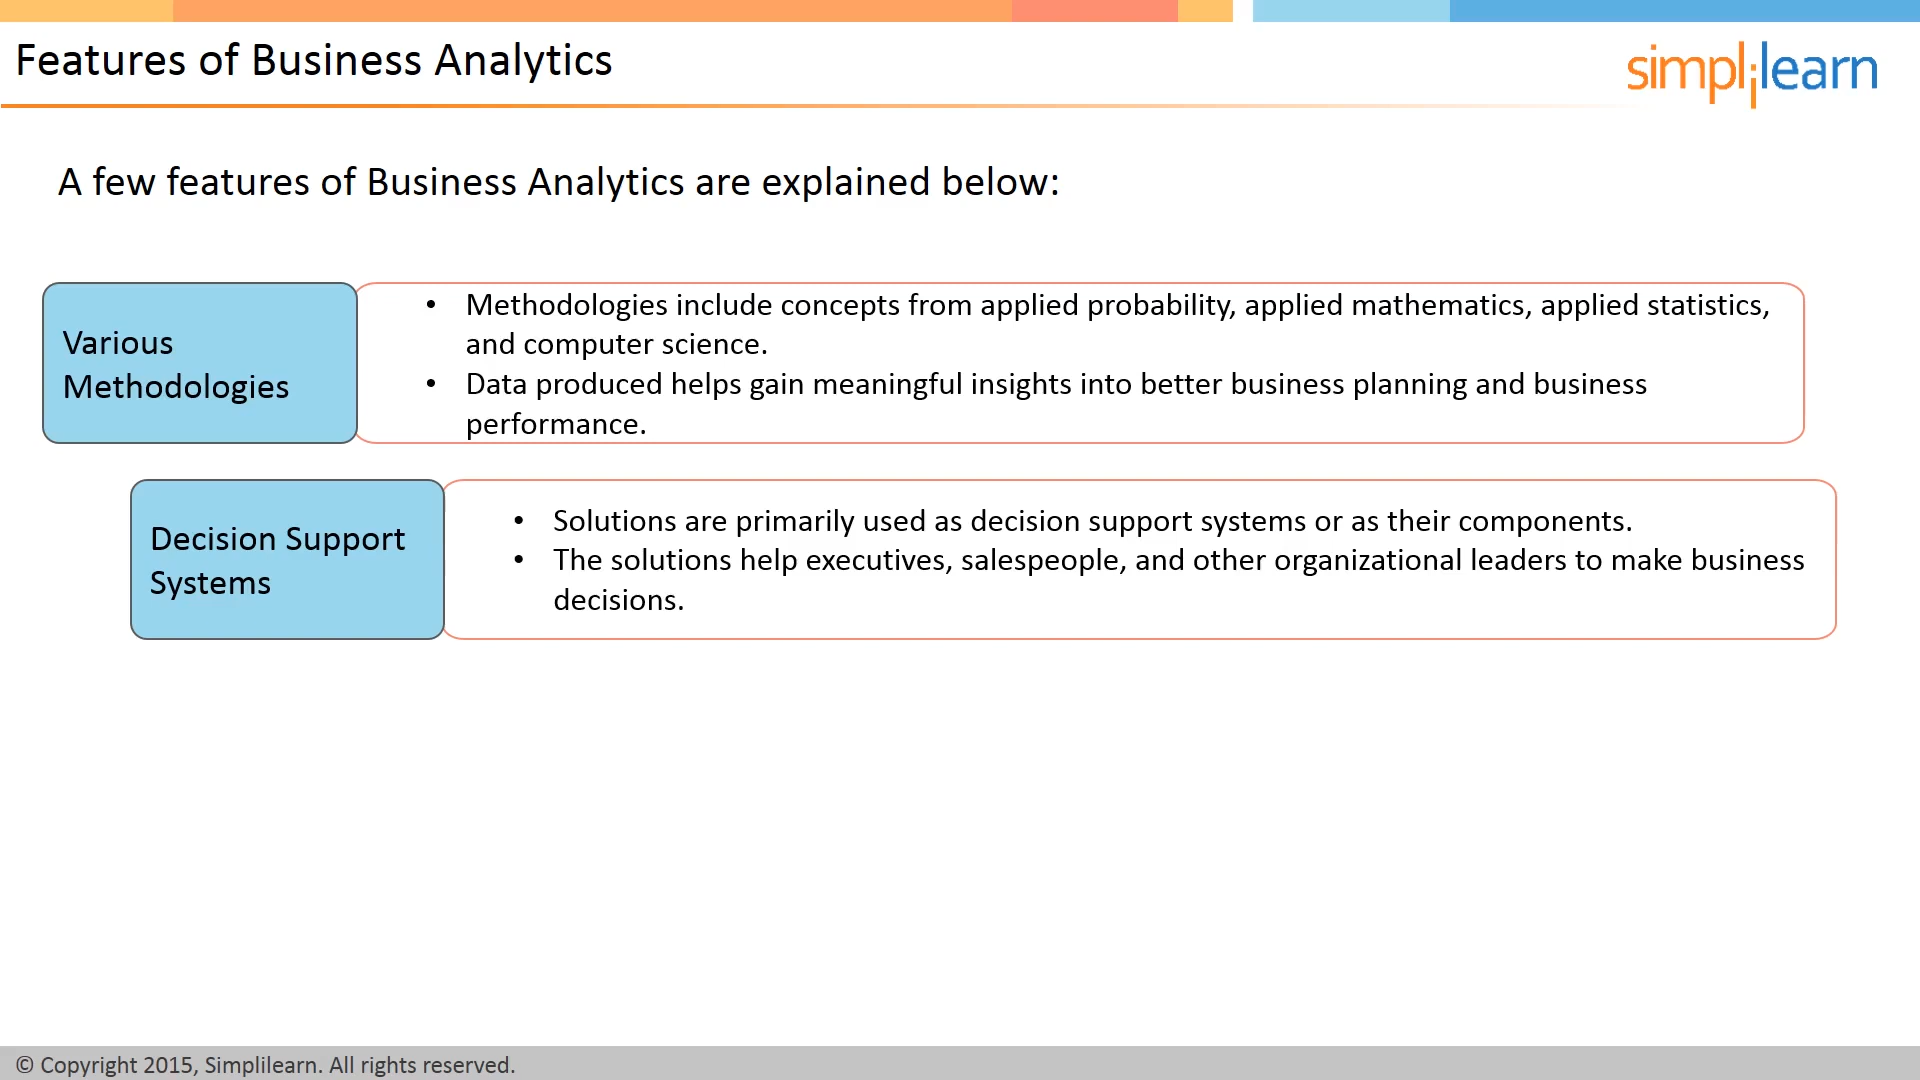 Features of Business Analytics
simplilearn
A few features of Business Analytics are explained below:
Various
Methodologies
• Methodologies include concepts from applied probability, applied mathematics, applied statistics,
and computer science.
• Data produced helps gain meaningful insights into better business planning and business
performance.
Decision Support
Systems
• Solutions are primarily used as decision support systems or as their components.
• The solutions help executives, salespeople, and other organizational leaders to make business
decisions.
© Copyright 2015, Simplilearn. All rights reserved.